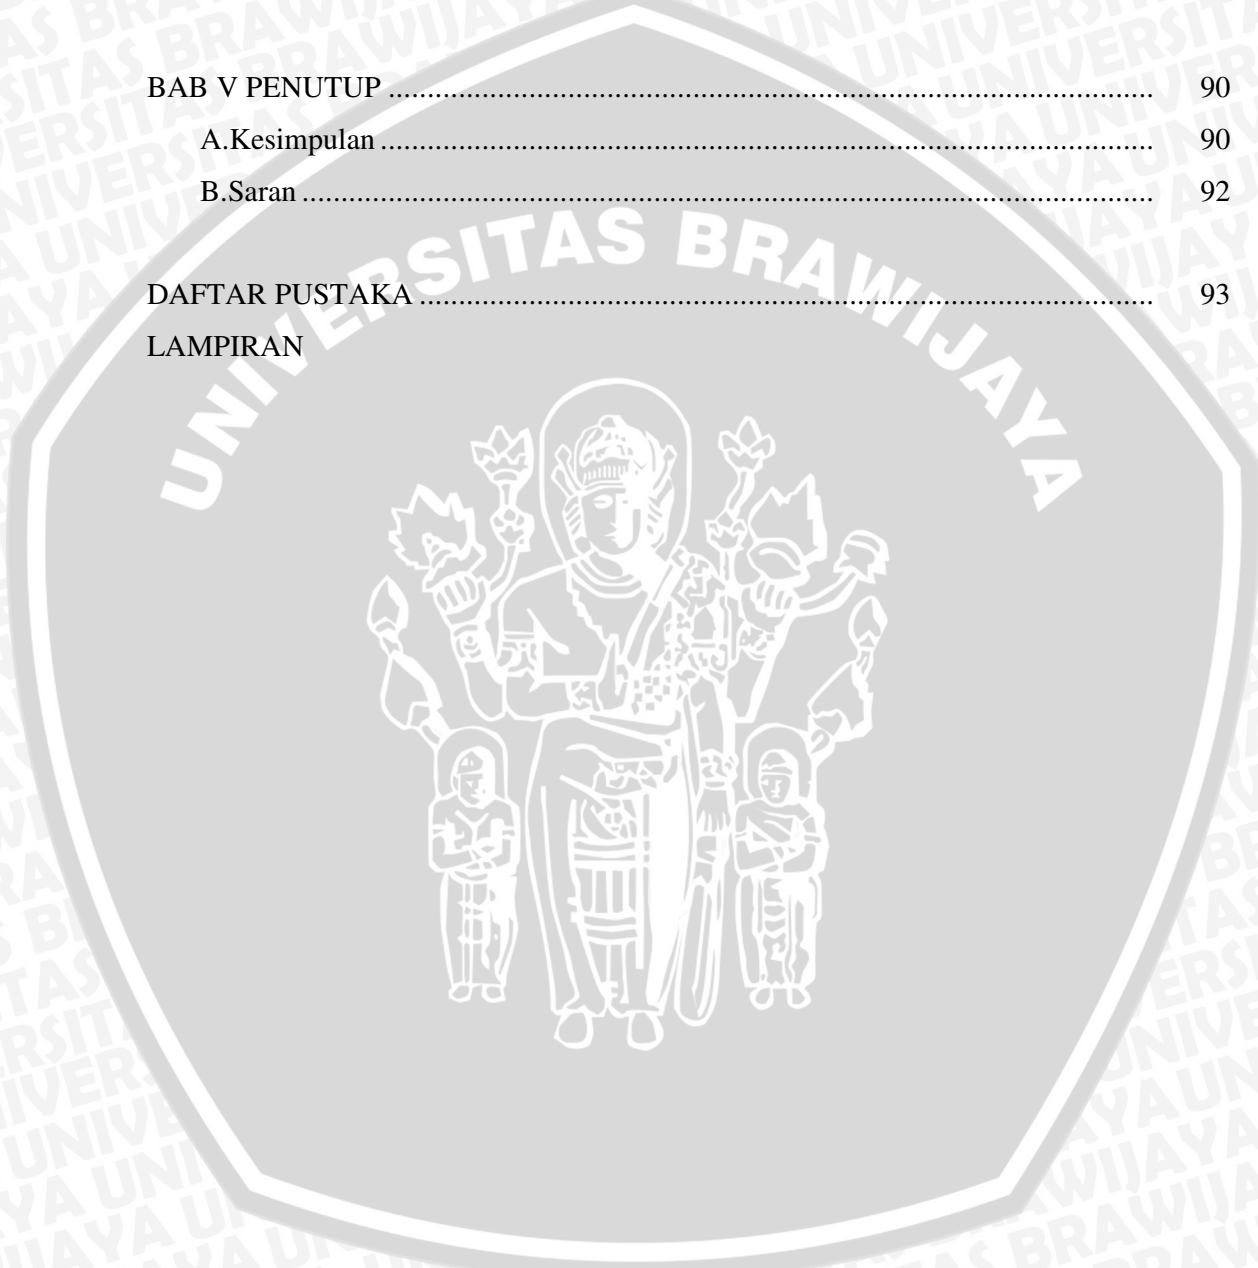 BAB V PENUTUP .................................................................................................... 90
A.Kesimpulan .................................................................................................... 90
B.Saran .............................................................................................................. 92
UNIVERSITAS BRAWIJAYA
DAFTAR PUSTAKA ............................................................................................... 93
LAMPIRAN